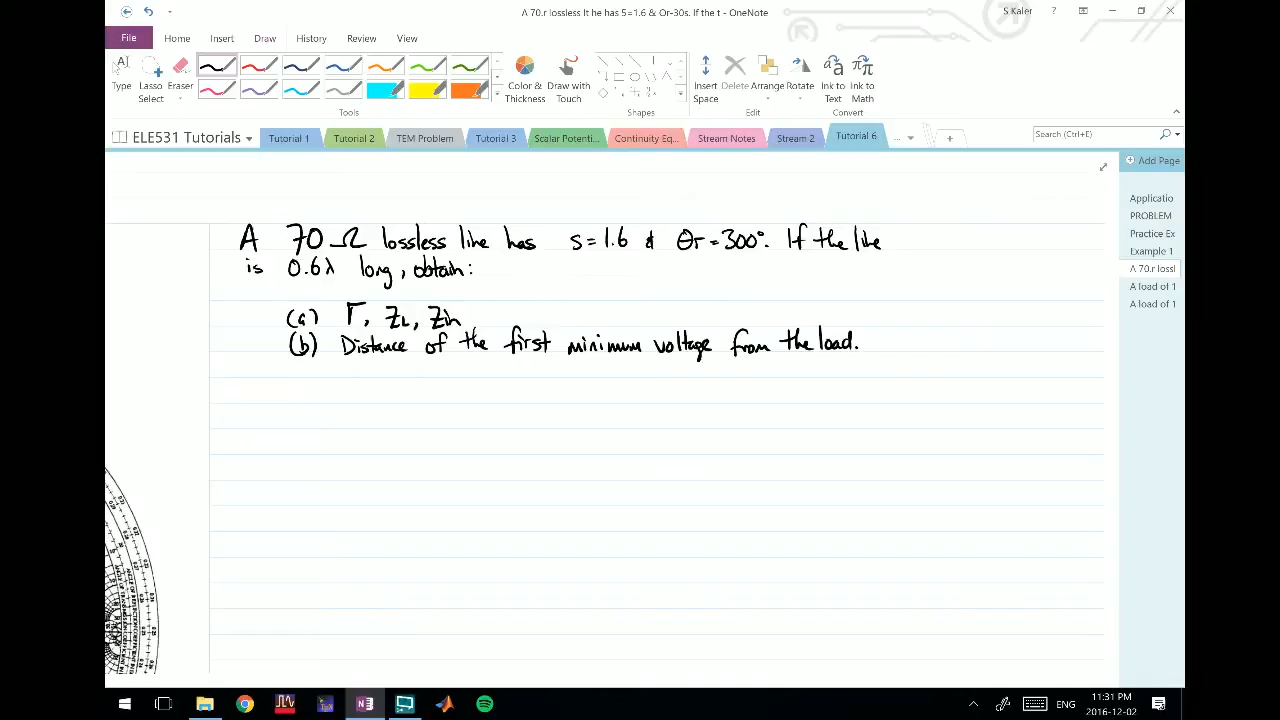 A 70.r lossless lt he has 5=1.6 & Or-30s. If the t - OneNote
S Kaler
?
File Home Insert Draw History Review View
Type
Lasso Select
Eraser
Color & Thickness
Draw with Touch
Insert Space
Delete
Arrange
Rotate
Ink to Text
Ink to Math
Tools
Shapes
Edit
Convert
ELE531 Tutorials
Tutorial 1
Tutorial 2
TEM Problem
Tutorial 3
Scalar Potenti...
Continuity Eq...
Stream Notes
Stream 2
Tutorial 6
...
Search (Ctrl+E)
Add Page
Applicatio
PROBLEM
Practice Ex
Example 1
A 70.r lossl
A load of 1
A load of 1
A 70 Ω lossless line has s = 1.6 & θr = 300°. If the line
is 0.6λ long, obtain:
(a) Γ, ZL, Zin
(b) Distance of the first minimum voltage from the load.
ENG
11:31 PM
2016-12-02